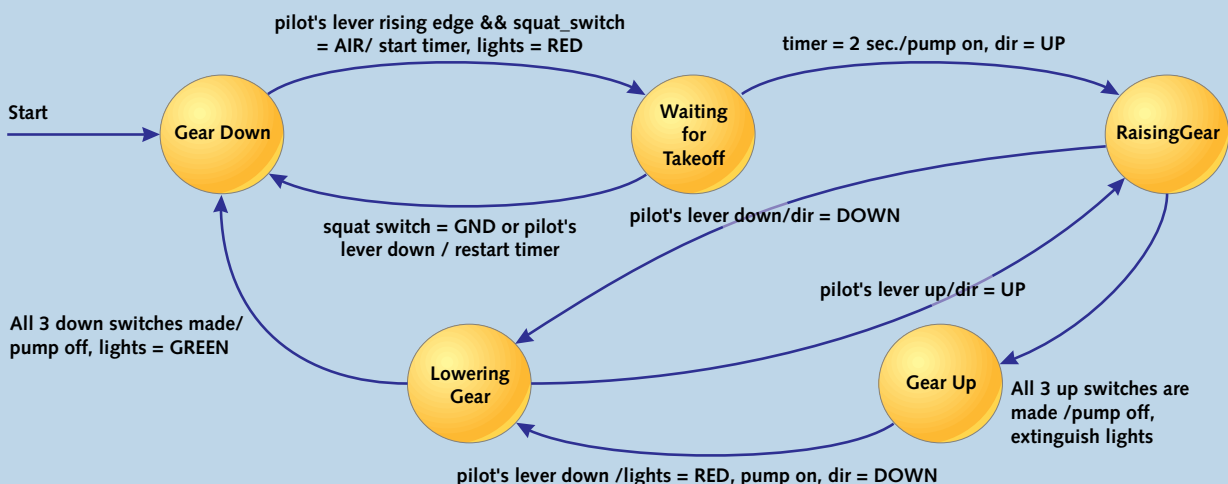 pilot's lever rising edge && squat_switch
= AIR/ start timer, lights = RED
timer = 2 sec./pump on, dir = UP
Start
Gear Down
Waiting
for
Takeoff
RaisingGear
squat switch = GND or pilot's
lever down / restart timer
pilot's lever down/dir = DOWN
pilot's lever up/dir = UP
All 3 down switches made/
pump off, lights = GREEN
Lowering
Gear
Gear Up
All 3 up switches are
made /pump off,
extinguish lights
pilot's lever down /lights = RED, pump on, dir = DOWN